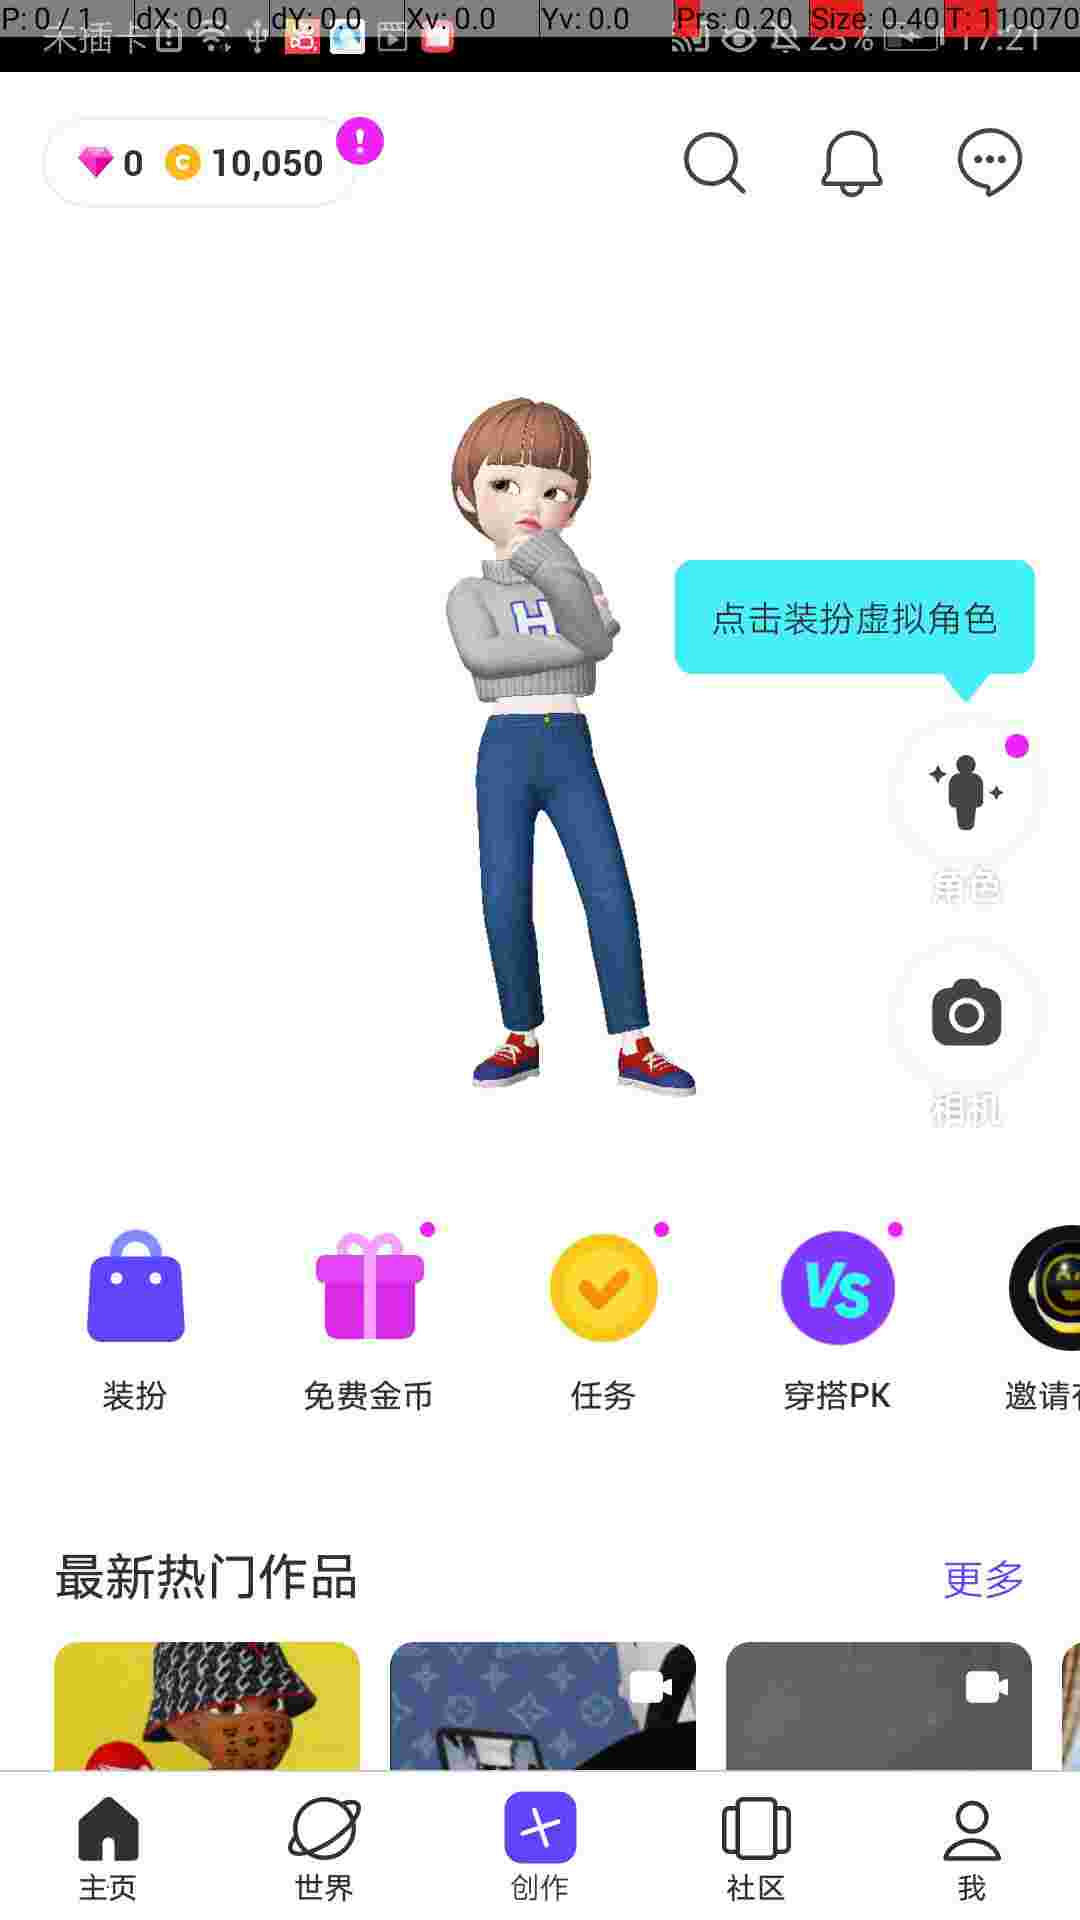 P: 0 / 1 dX: 0.0 dY: 0.0 Xv: 0.0 Yv: 0.0 Prs: 0.20 Size: 0.40 T: 110070
未插卡 23% 17:21
0 C 10,050 !
H
点击装扮虚拟角色
角色
相机
VS
装扮 免费金币 任务 穿搭PK 邀请
最新热门作品 更多
主页 世界 创作 社区 我